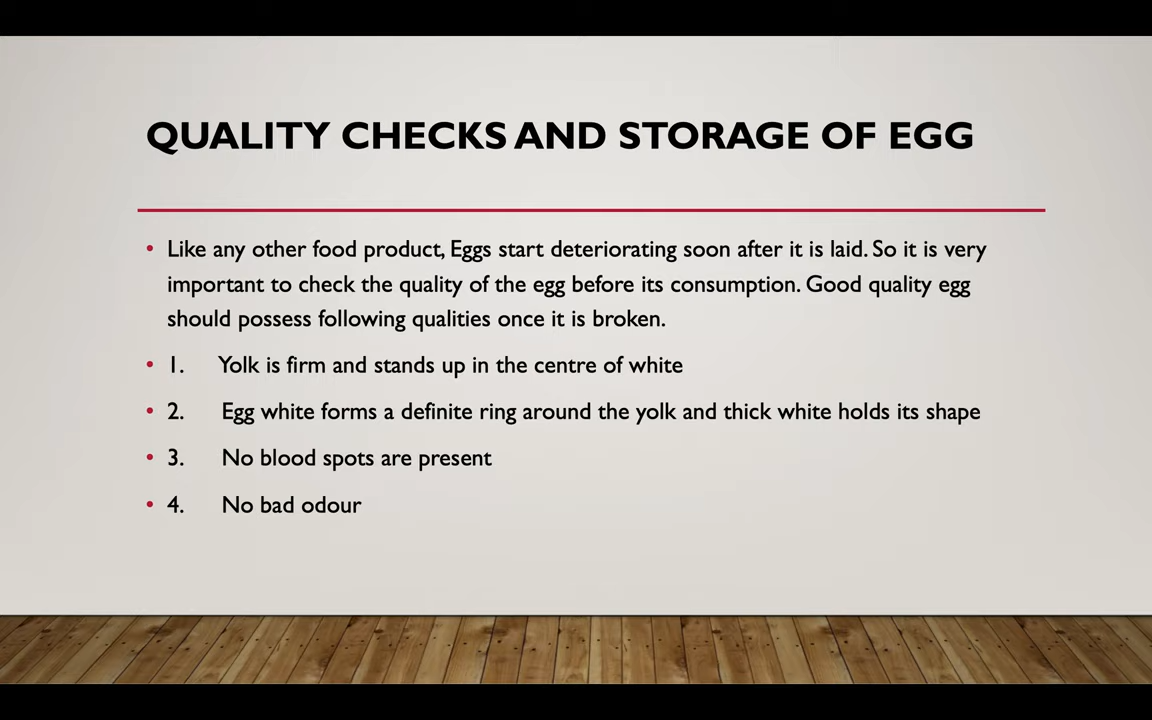 QUALITY CHECKS AND STORAGE OF EGG
• Like any other food product, Eggs start deteriorating soon after it is laid. So it is very
important to check the quality of the egg before its consumption. Good quality egg
should possess following qualities once it is broken.
• 1. Yolk is firm and stands up in the centre of white
• 2. Egg white forms a definite ring around the yolk and thick white holds its shape
• 3. No blood spots are present
• 4. No bad odour